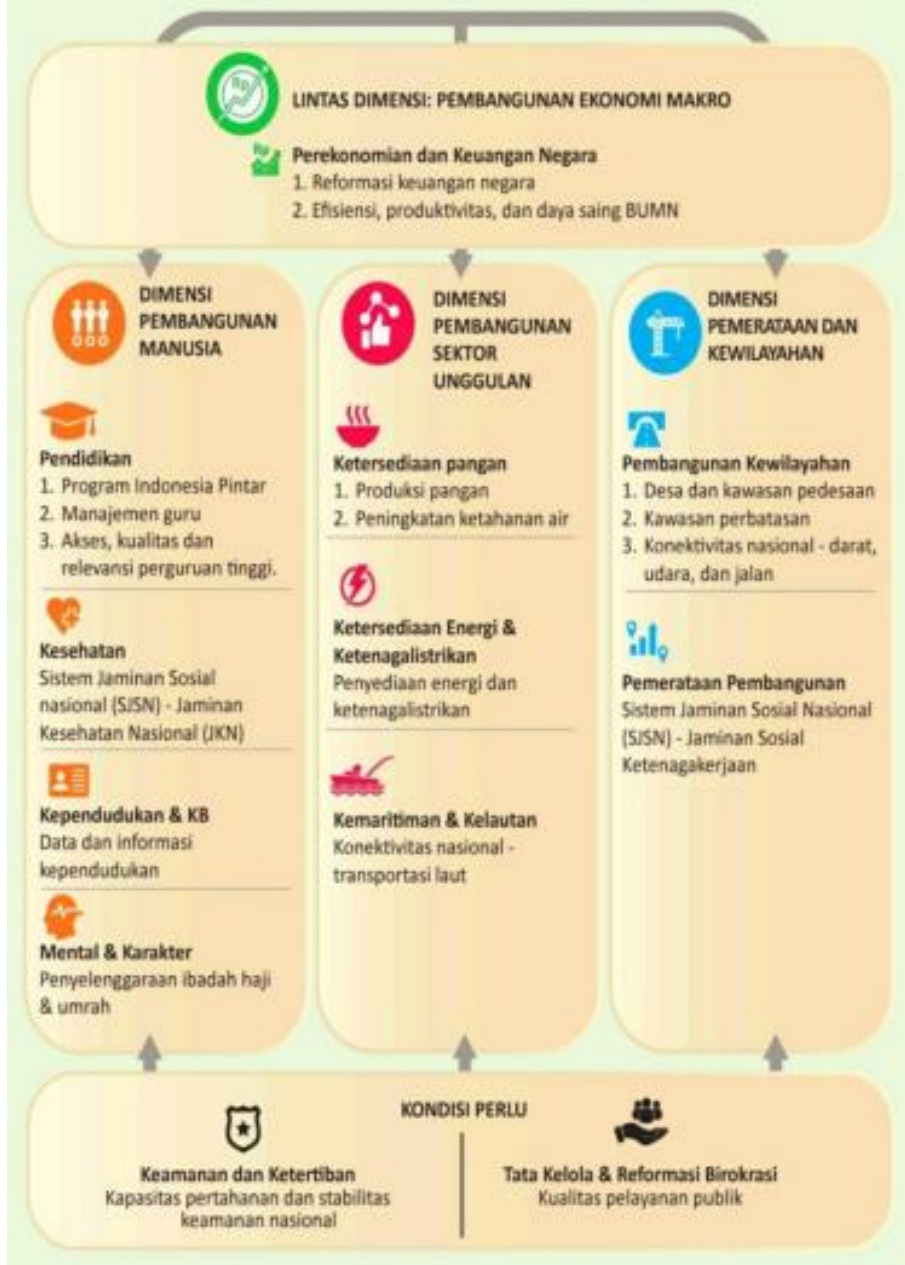 Rp
LINTAS DIMENSI: PEMBANGUNAN EKONOMI MAKRO
Rp
Perekonomian dan Keuangan Negara
1. Reformasi keuangan negara
2. Efisiensi, produktivitas, dan daya saing BUMN
DIMENSI
PEMBANGUNAN
MANUSIA
Pendidikan
1. Program Indonesia Pintar
2. Manajemen guru
3. Akses, kualitas dan
relevansi perguruan tinggi.
Kesehatan
Sistem Jaminan Sosial
nasional (SJSN) - Jaminan
Kesehatan Nasional (JKN)
Kependudukan & KB
Data dan informasi
kependudukan
Mental & Karakter
Penyelenggaraan ibadah haji
& umrah
DIMENSI
PEMBANGUNAN
SEKTOR
UNGGULAN
Ketersediaan pangan
1. Produksi pangan
2. Peningkatan ketahanan air
Ketersediaan Energi &
Ketenagalistrikan
Penyediaan energi dan
ketenagalistrikan
Kemaritiman & Kelautan
Konektivitas nasional -
transportasi laut
DIMENSI
PEMERATAAN DAN
KEWILAYAHAN
Pembangunan Kewilayahan
1. Desa dan kawasan pedesaan
2. Kawasan perbatasan
3. Konektivitas nasional - darat,
udara, dan jalan
Pemerataan Pembangunan
Sistem Jaminan Sosial Nasional
(SJSN) - Jaminan Sosial
Ketenagakerjaan
KONDISI PERLU
Keamanan dan Ketertiban
Kapasitas pertahanan dan stabilitas
keamanan nasional
Tata Kelola & Reformasi Birokrasi
Kualitas pelayanan publik